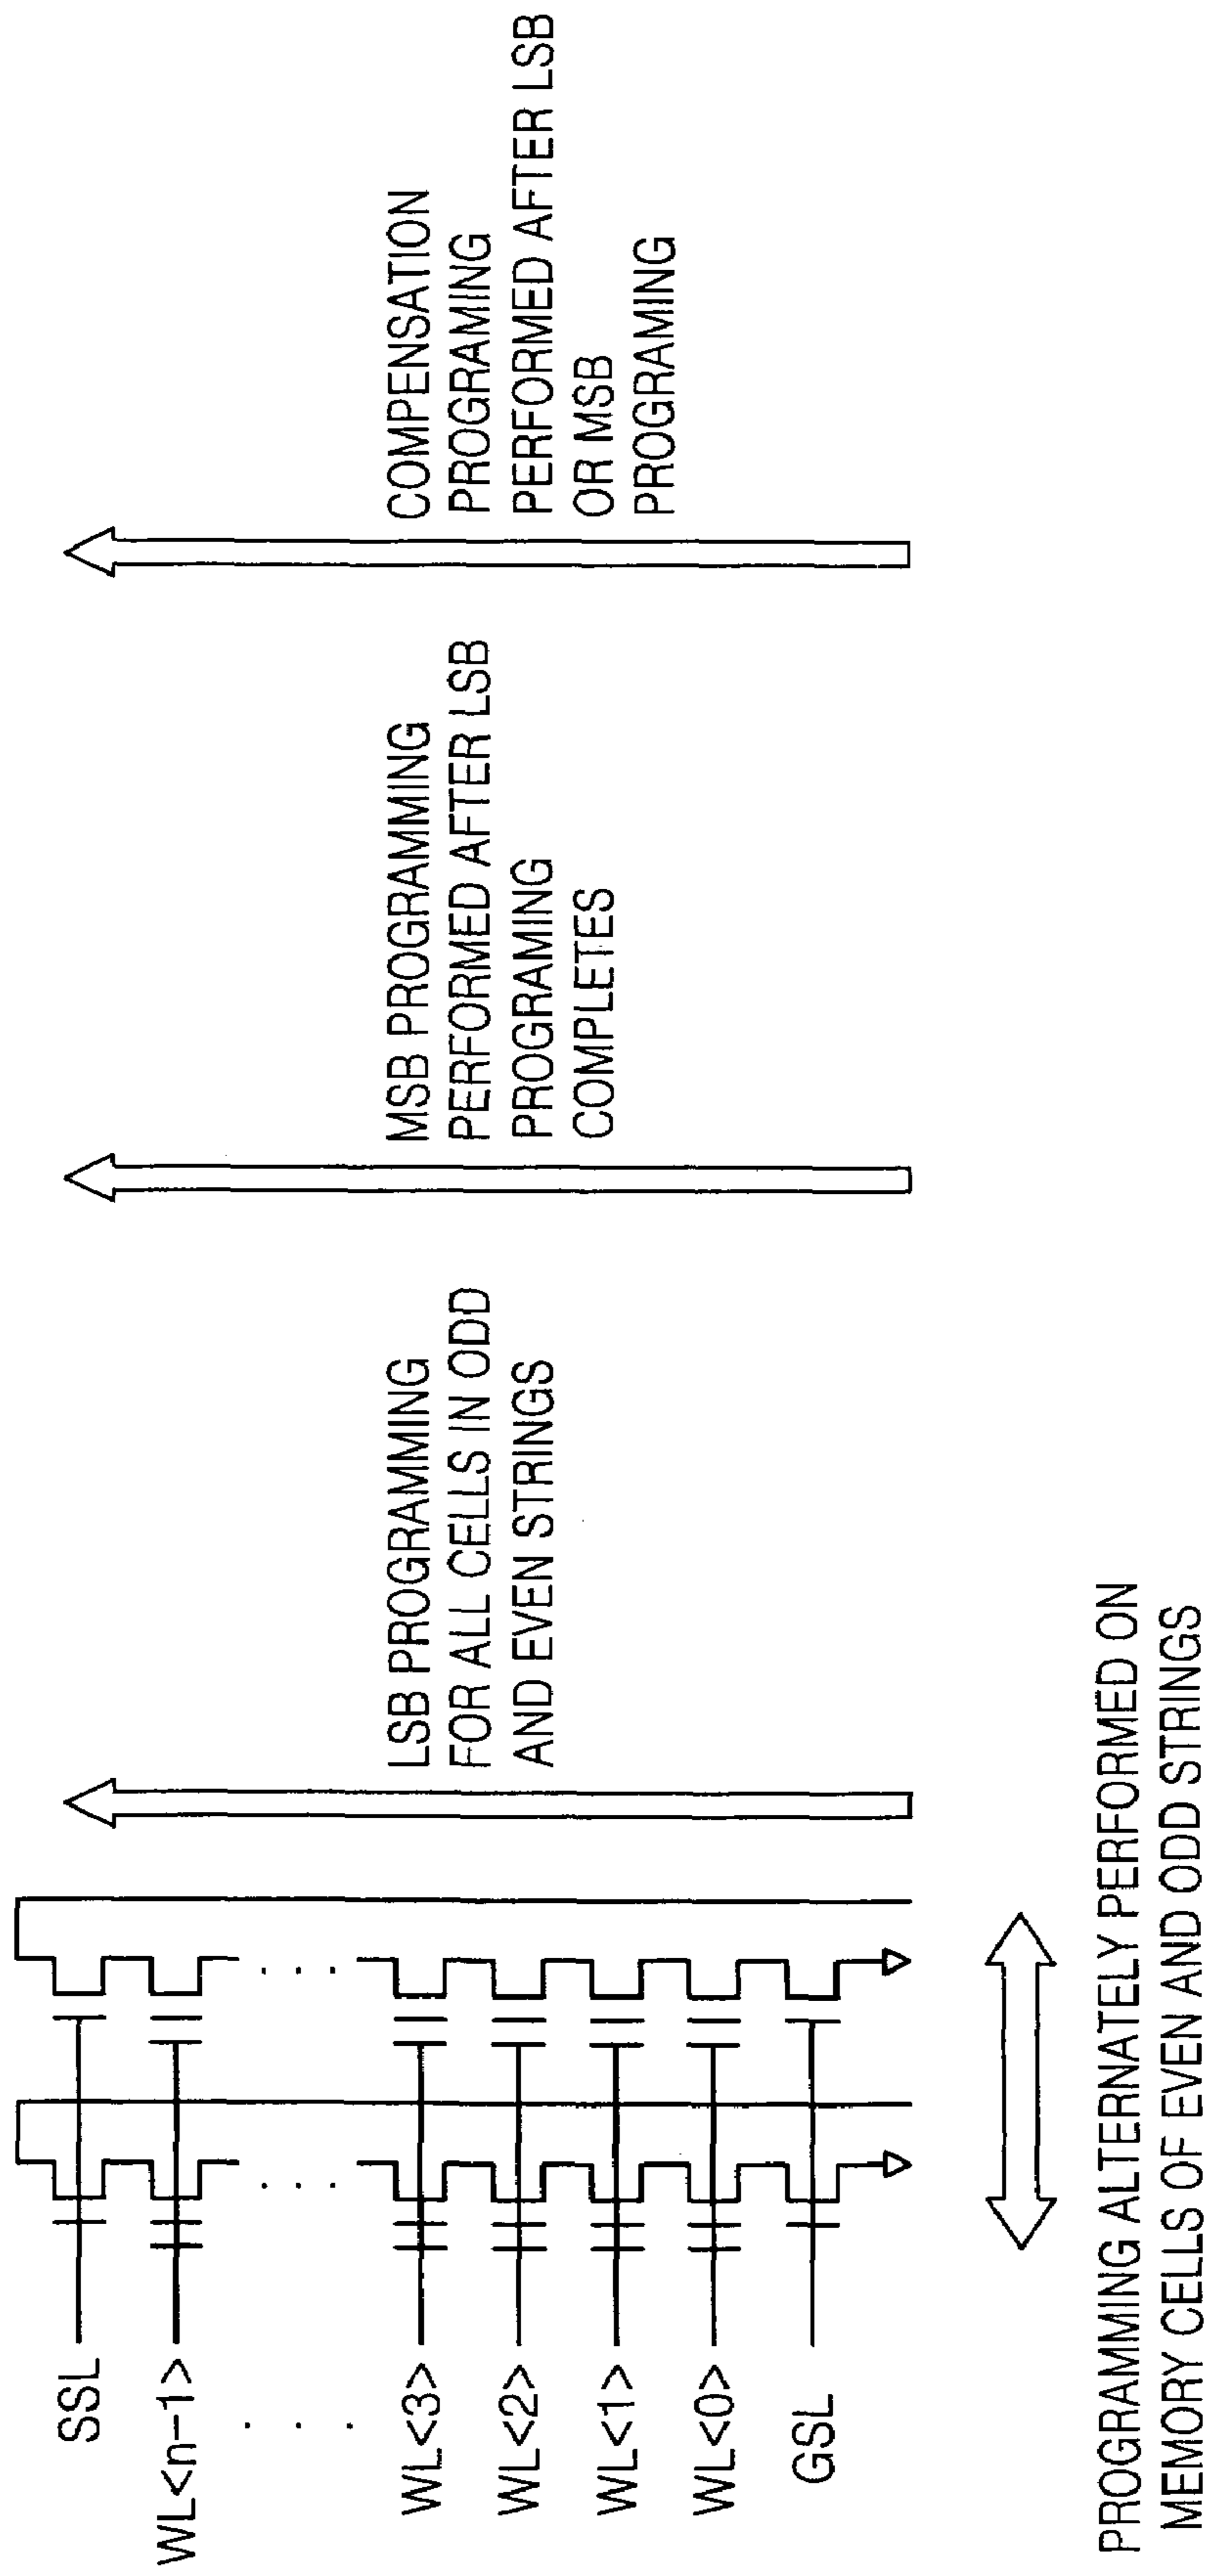 SSL
WL<n-1>
. . .
WL<3>
WL<2>
WL<1>
WL<0>
GSL
PROGRAMMING ALTERNATELY PERFORMED ON
MEMORY CELLS OF EVEN AND ODD STRINGS
LSB PROGRAMMING
FOR ALL CELLS IN ODD
AND EVEN STRINGS
MSB PROGRAMMING
PERFORMED AFTER LSB
PROGRAMING
COMPLETES
COMPENSATION
PROGRAMING
PERFORMED AFTER LSB
OR MSB
PROGRAMING